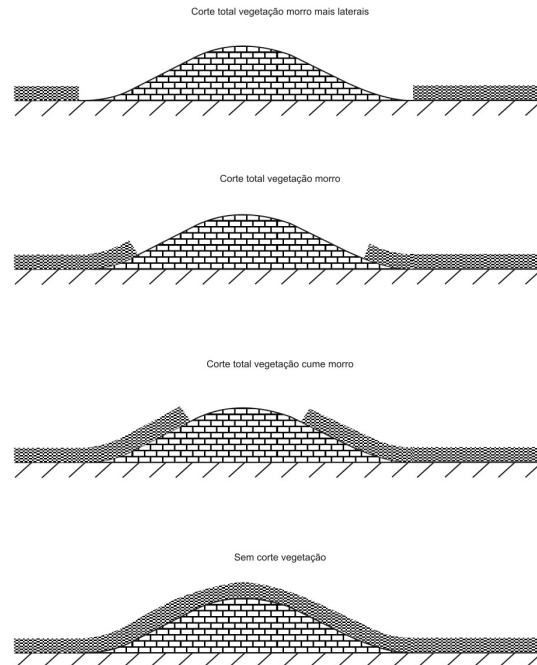 Corte total vegetação morro mais laterais
Corte total vegetação morro
Corte total vegetação cume morro
Sem corte vegetação